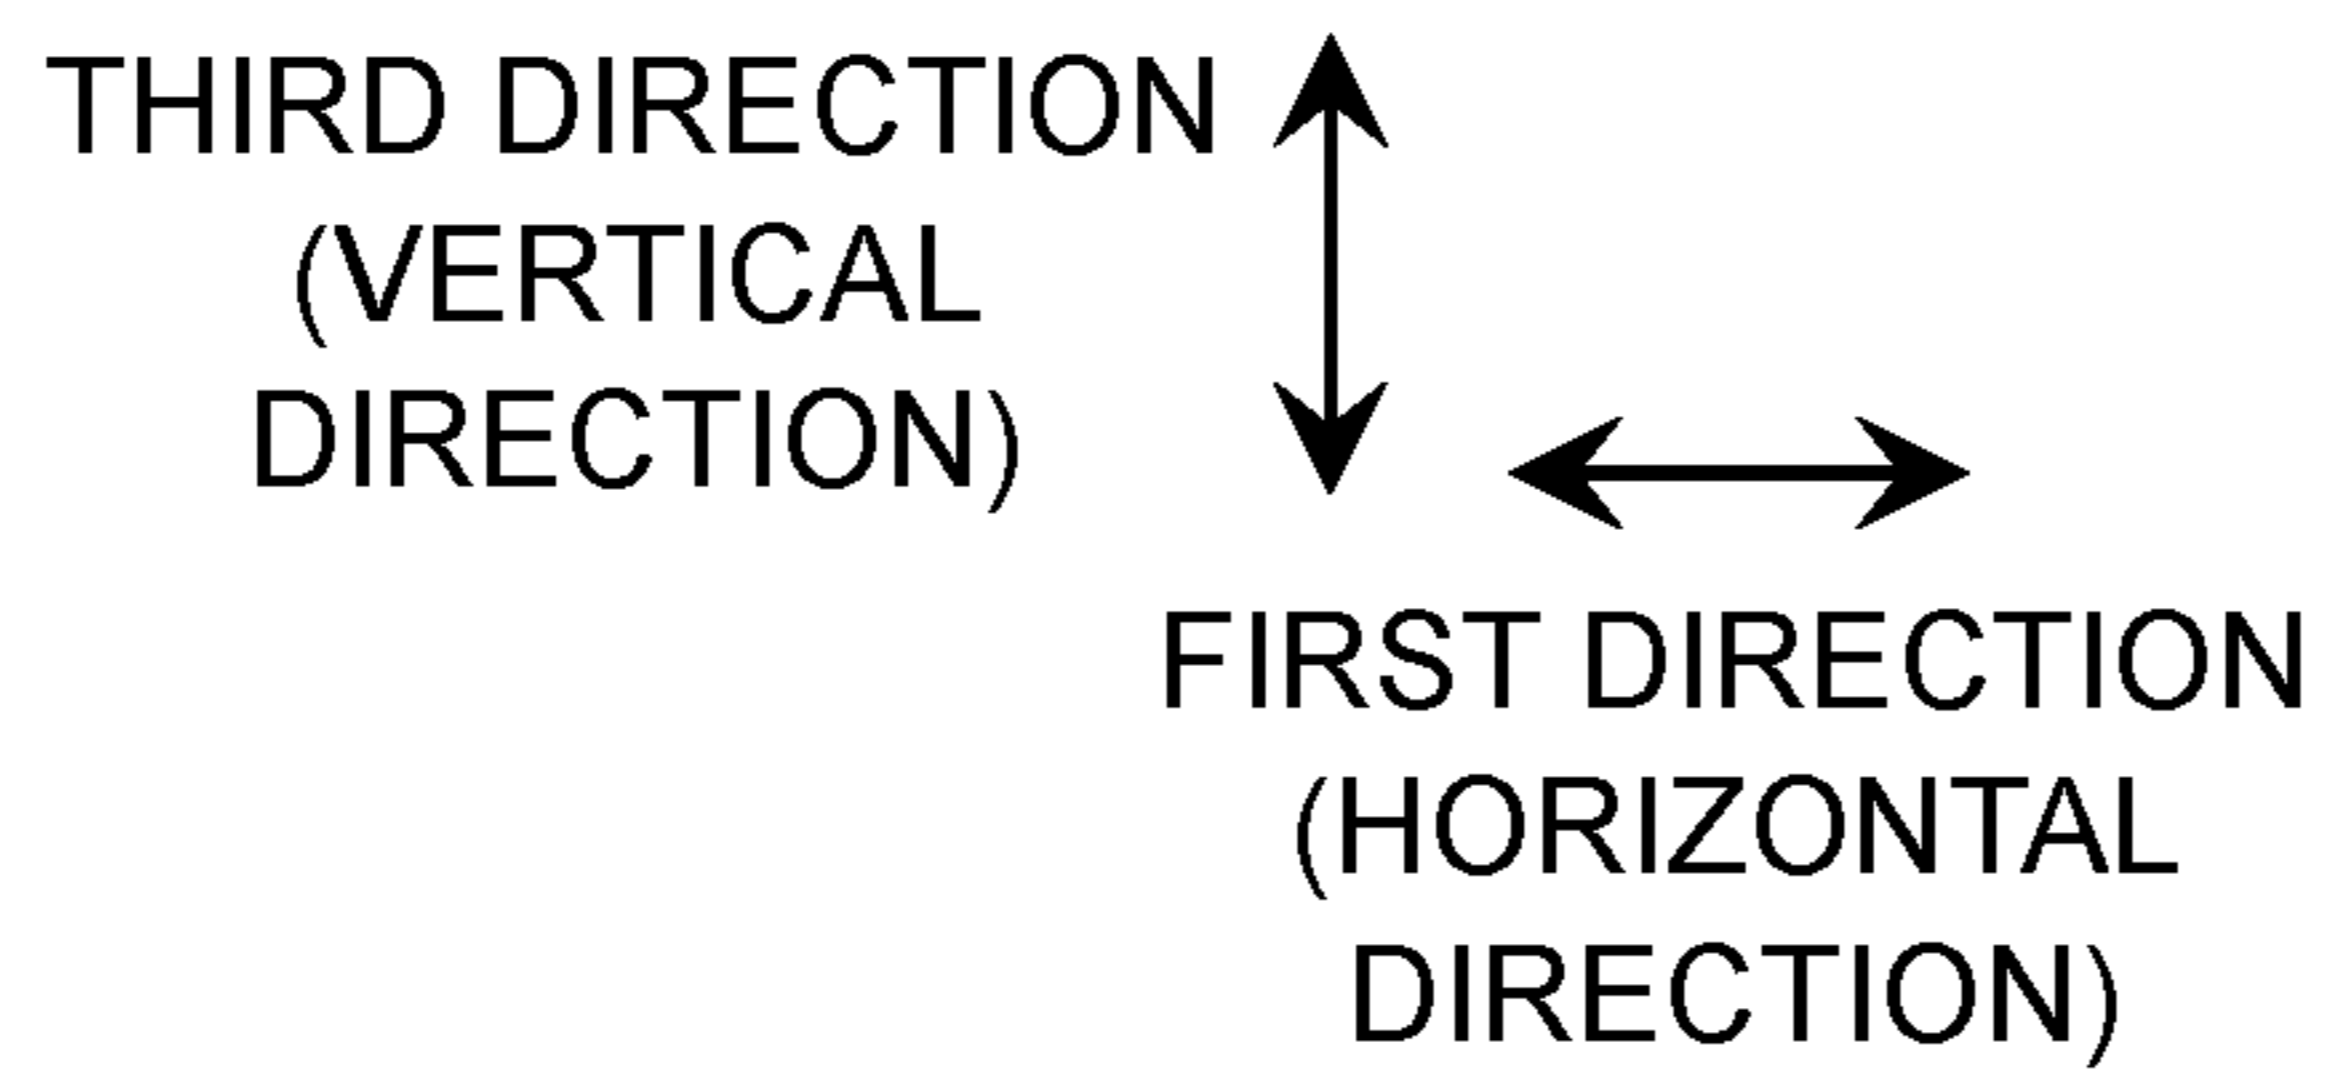 THIRD DIRECTION
(VERTICAL
DIRECTION)
FIRST DIRECTION
(HORIZONTAL
DIRECTION)